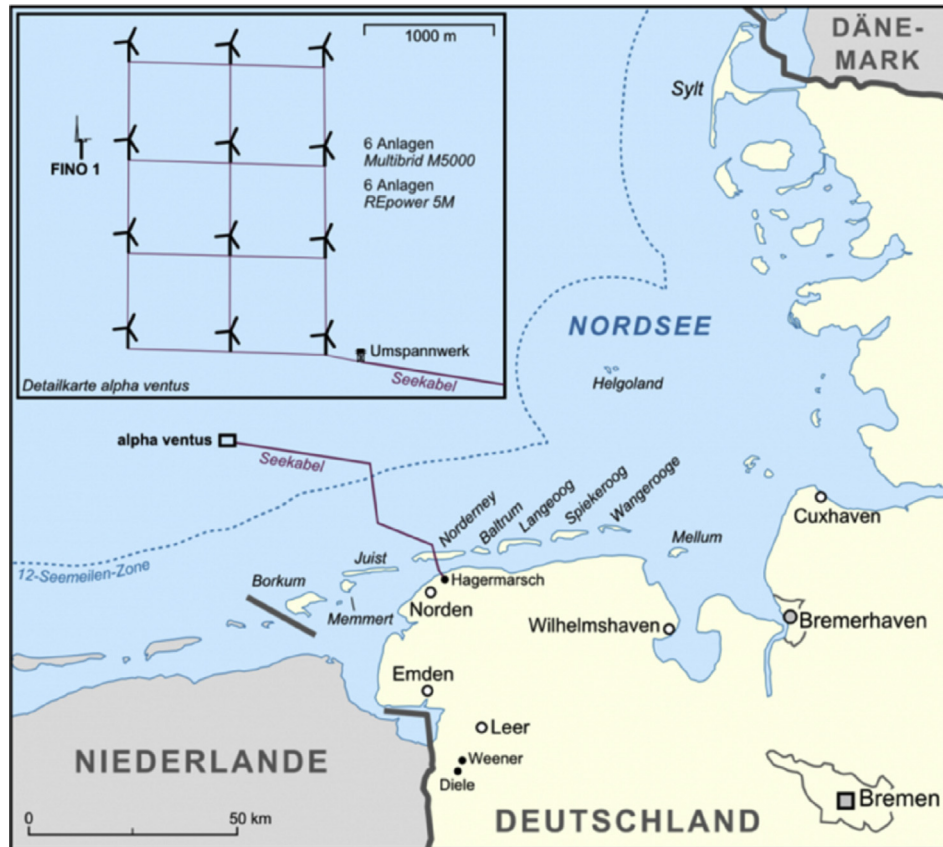 1000 m
FINO 1
6 Anlagen
Multibrid M5000
6 Anlagen
REpower 5M
Umspannwerk
Seekabel
Detailkarte alpha ventus
DÄNE-
MARK
Sylt
NORDSEE
Helgoland
alpha ventus
Seekabel
12-Seemeilen-Zone
Borkum
Juist
Memmert
Norderney
Baltrum
Langeoog
Spiekeroog
Wangerooge
Mellum
Cuxhaven
Hagermarsch
Norden
Wilhelmshaven
Bremerhaven
Emden
Leer
Weener
Diele
NIEDERLANDE
DEUTSCHLAND
Bremen
0
50 km